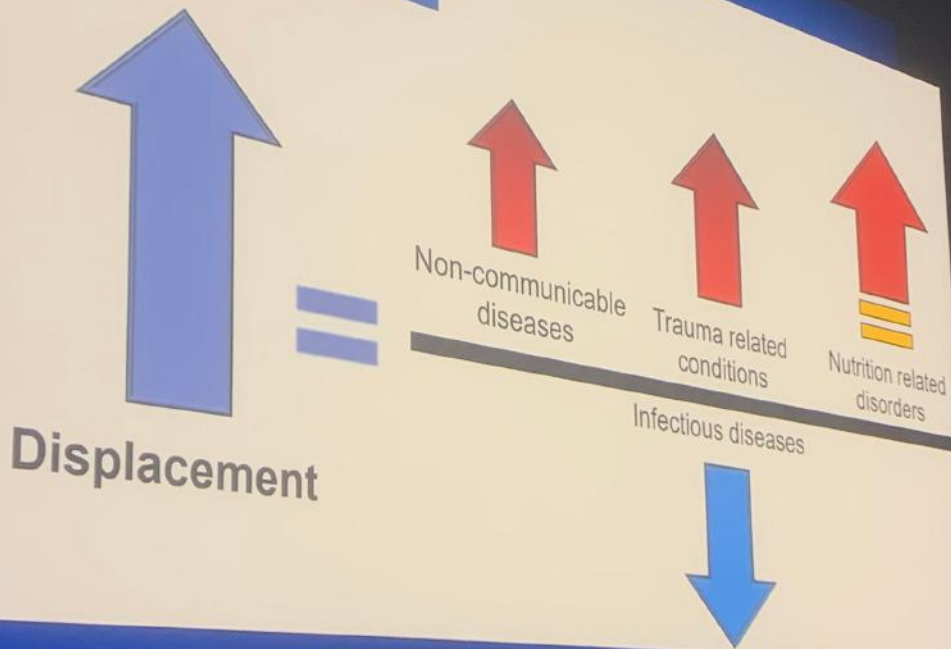 Displacement
=
Non-communicable
diseases
Trauma related
conditions
Nutrition related
disorders
Infectious diseases